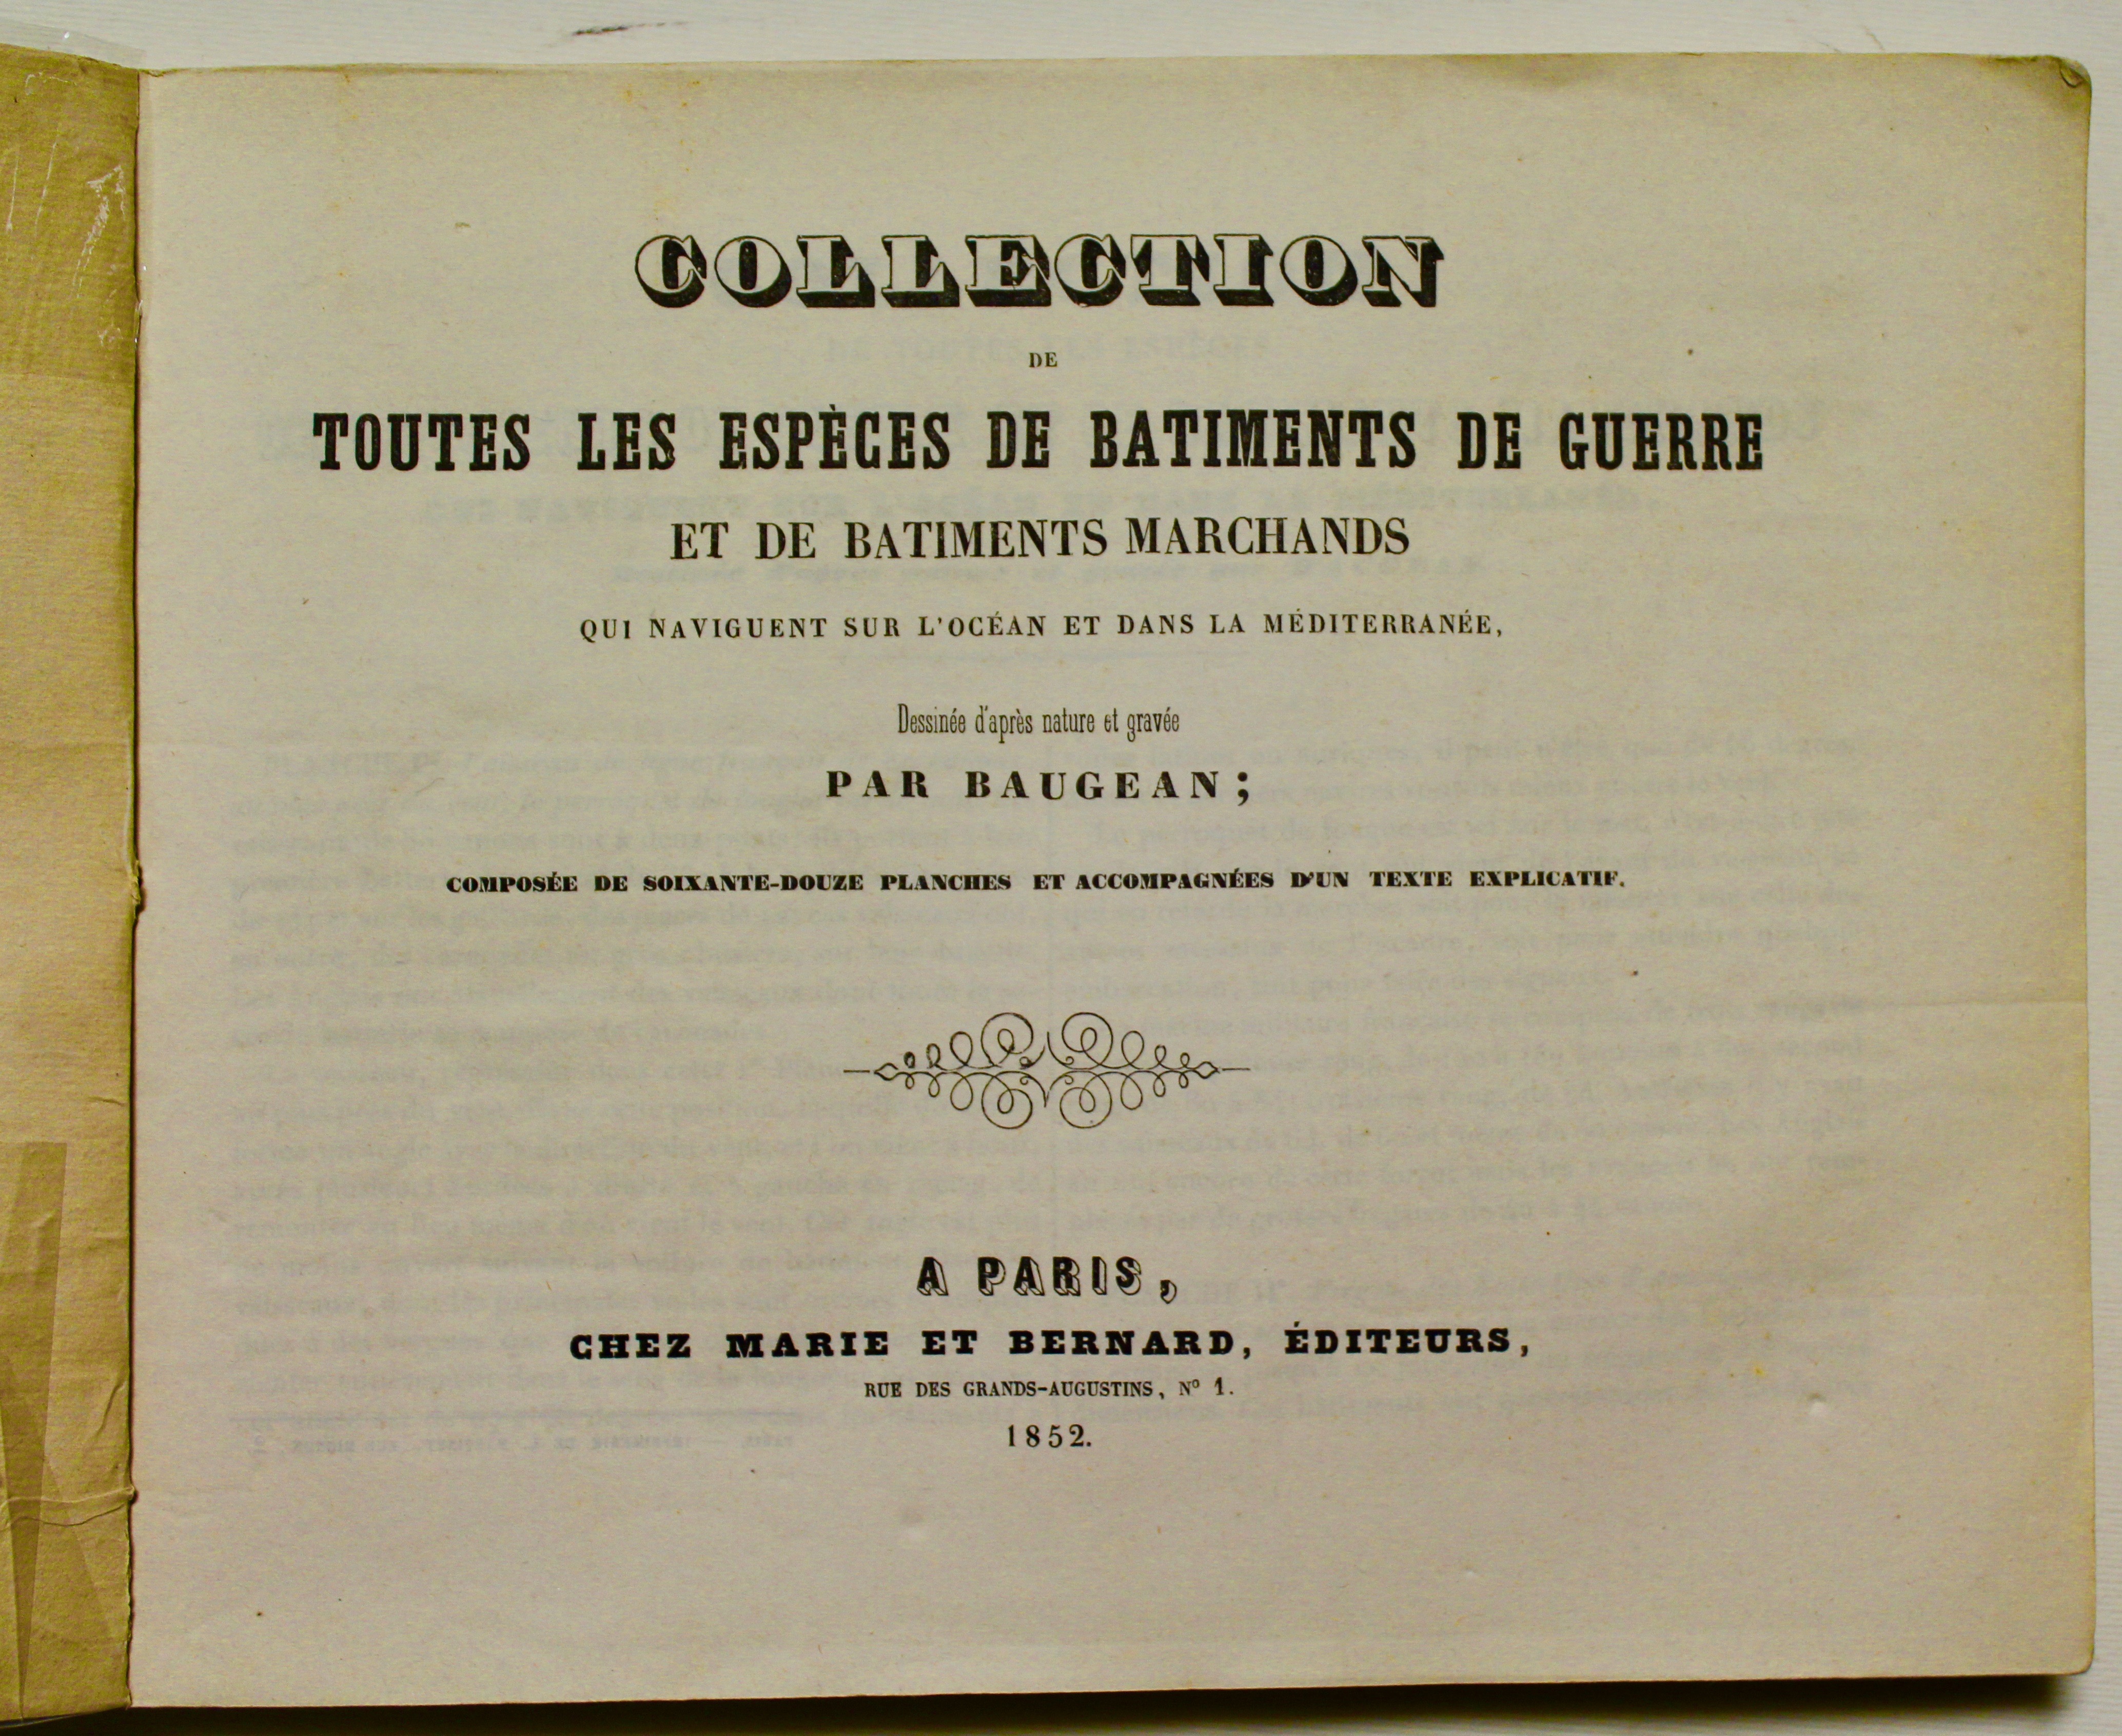 COLLECTION
DE
TOUTES LES ESPÈCES DE BATIMENTS DE GUERRE
ET DE BATIMENTS MARCHANDS
QUI NAVIGUENT SUR L'OCÉAN ET DANS LA MÉDITERRANÉE,
Dessinée d'après nature et gravée
PAR BAUGEAN;
COMPOSÉE DE SOIXANTE-DOUZE PLANCHES ET ACCOMPAGNÉES D'UN TEXTE EXPLICATIF.
A PARIS,
CHEZ MARIE ET BERNARD, ÉDITEURS,
RUE DES GRANDS-AUGUSTINS, Nº 1.
1852.